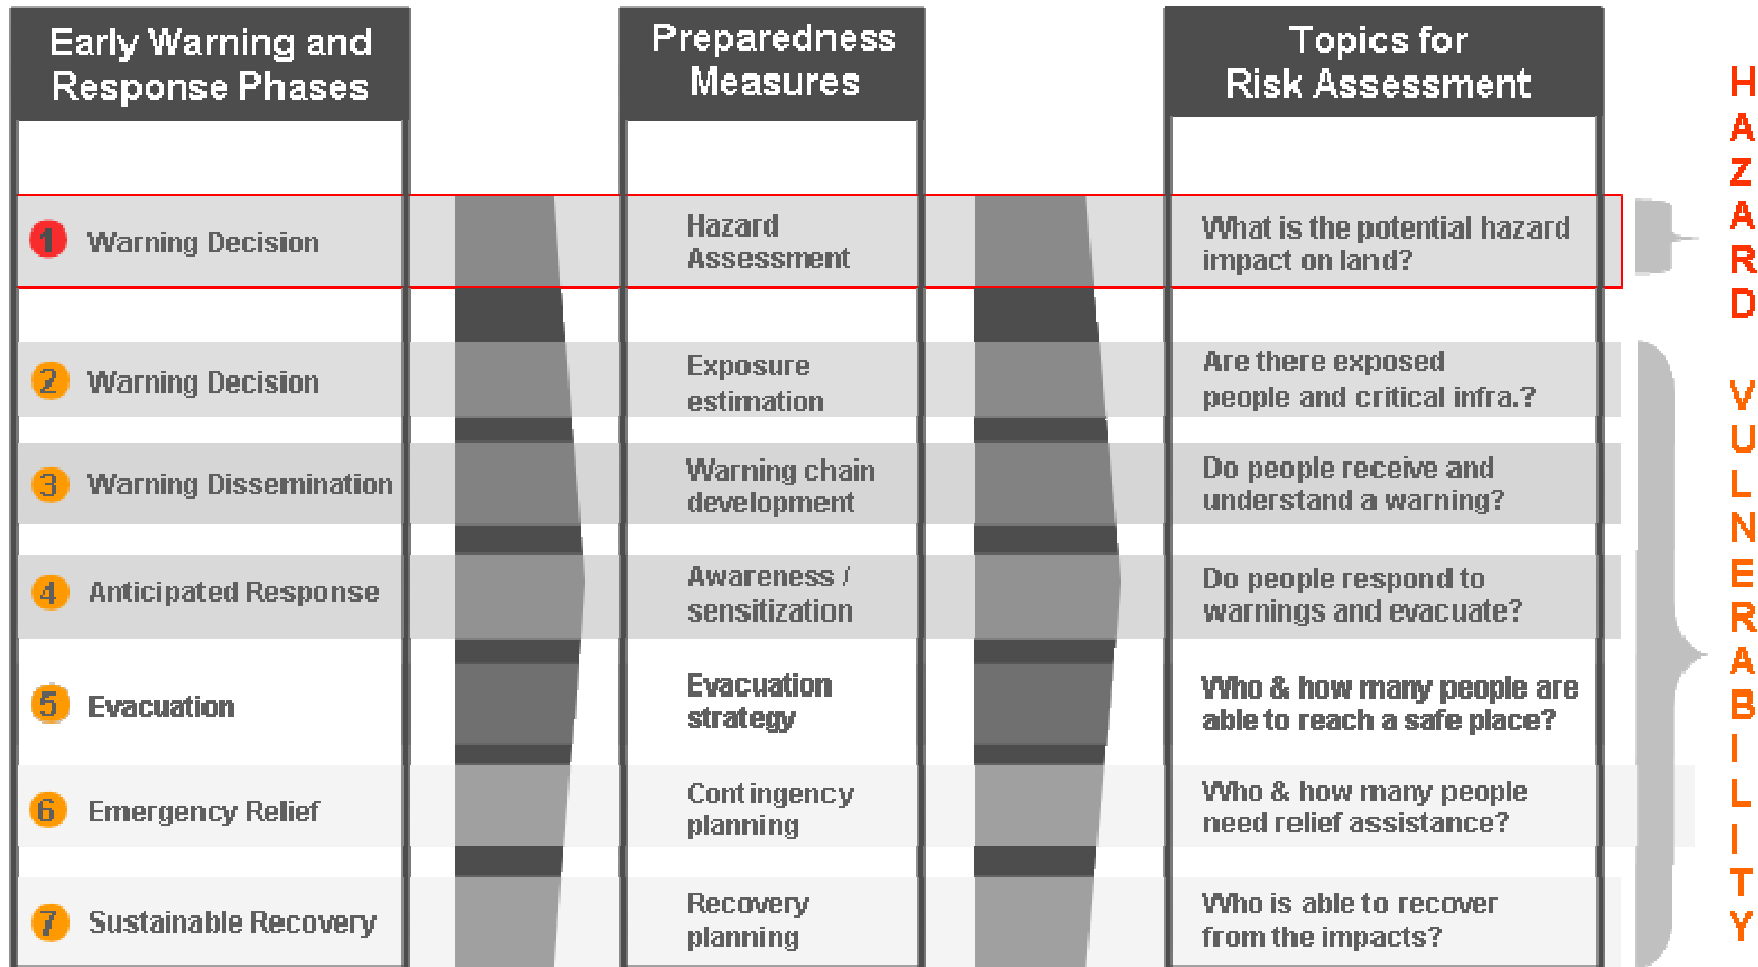 Early Warning and
Response Phases
Preparedness
Measures
Topics for
Risk Assessment
1 Warning Decision
Hazard
Assessment
What is the potential hazard
impact on land?
2 Warning Decision
Exposure
estimation
Are there exposed
people and critical infra.?
3 Warning Dissemination
Warning chain
development
Do people receive and
understand a warning?
4 Anticipated Response
Awareness /
sensitization
Do people respond to
warnings and evacuate?
5 Evacuation
Evacuation
strategy
Who & how many people are
able to reach a safe place?
6 Emergency Relief
Contingency
planning
Who & how many people
need relief assistance?
7 Sustainable Recovery
Recovery
planning
Who is able to recover
from the impacts?
HAZARD
VULNERABILITY